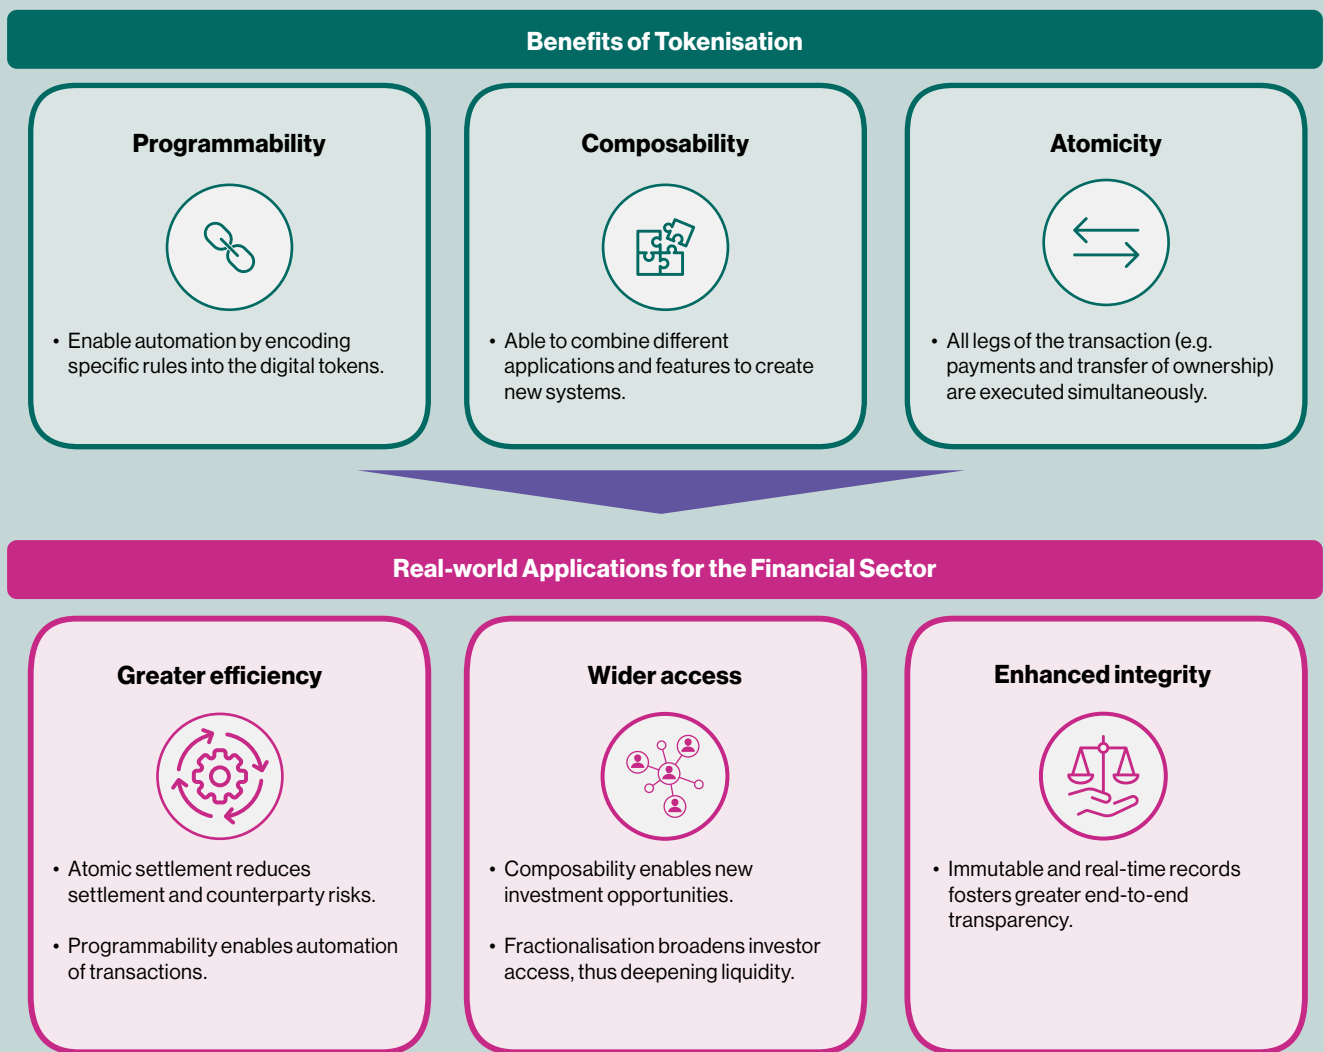 Benefits of Tokenisation
Programmability
• Enable automation by encoding
specific rules into the digital tokens.
Composability
• Able to combine different
applications and features to create
new systems.
Atomicity
• All legs of the transaction (e.g.
payments and transfer of ownership)
are executed simultaneously.
Real-world Applications for the Financial Sector
Greater efficiency
• Atomic settlement reduces
settlement and counterparty risks.
• Programmability enables automation
of transactions.
Wider access
• Composability enables new
investment opportunities.
• Fractionalisation broadens investor
access, thus deepening liquidity.
Enhanced integrity
• Immutable and real-time records
fosters greater end-to-end
transparency.